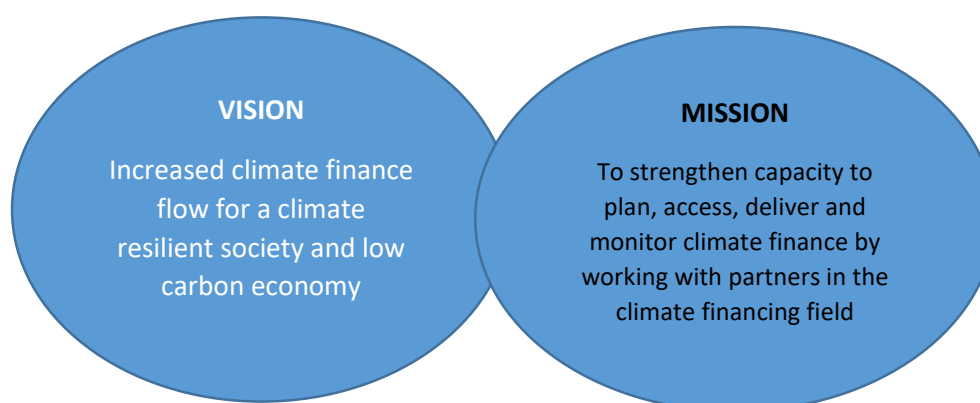 VISION
Increased climate finance
flow for a climate
resilient society and low
carbon economy
MISSION
To strengthen capacity to
plan, access, deliver and
monitor climate finance by
working with partners in the
climate financing field